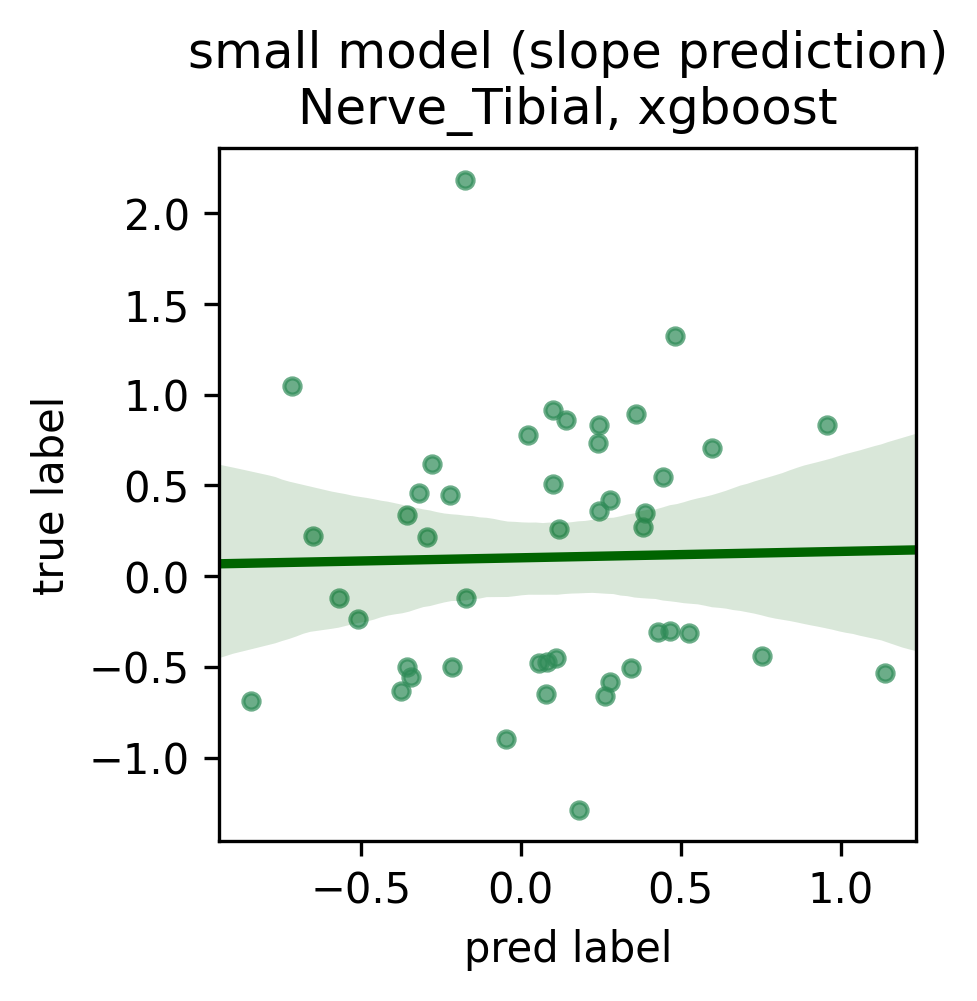 small model (slope prediction)
Nerve_Tibial, xgboost
2.0
1.5
1.0
0.5
0.0
−0.5
−1.0
true label
−0.5
0.0
0.5
1.0
pred label